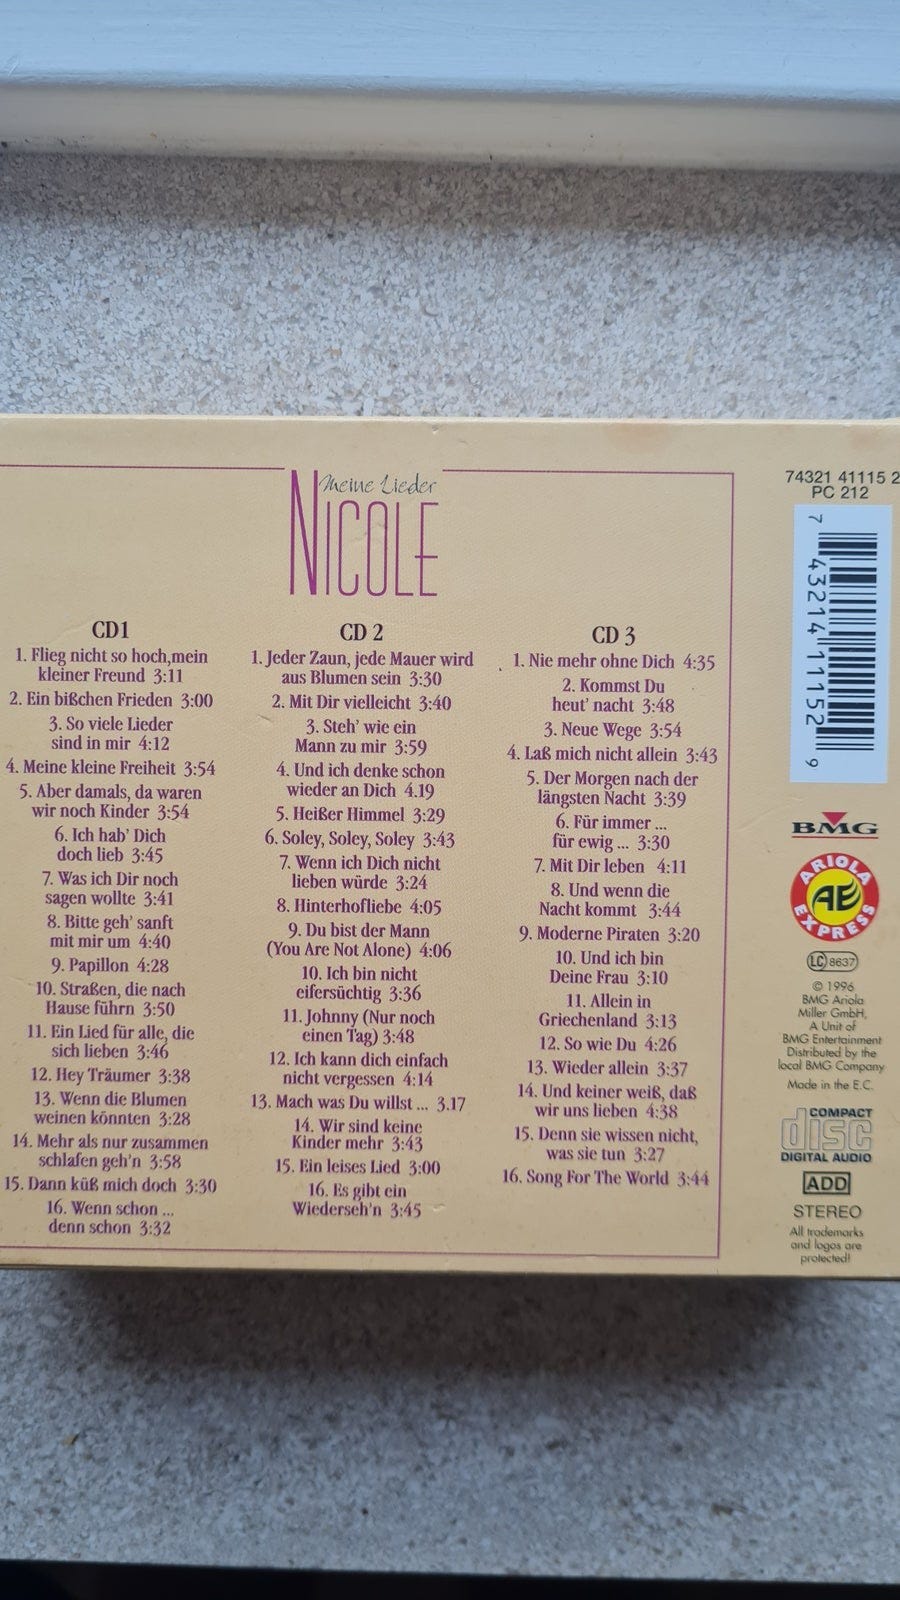 Meine Lieder
NICOLE
CD1
1. Flieg nicht so hoch,mein
kleiner Freund 3:11
2. Ein bißchen Frieden 3:00
3. So viele Lieder
sind in mir 4:12
4. Meine kleine Freiheit 3:54
5. Aber damals, da waren
wir noch Kinder 3:54
6. Ich hab' Dich
doch lieb 3:45
7. Was ich Dir noch
sagen wollte 3:41
8. Bitte geh' sanft
mit mir um 4:40
9. Papillon 4:28
10. Straßen, die nach
Hause führn 3:50
11. Ein Lied für alle, die
sich lieben 3:46
12. Hey Träumer 3:38
13. Wenn die Blumen
weinen könnten 3:28
14. Mehr als nur zusammen
schlafen geh'n 3:58
15. Dann küß mich doch 3:30
16. Wenn schon ...
denn schon 3:32
CD 2
1. Jeder Zaun, jede Mauer wird
aus Blumen sein 3:30
2. Mit Dir vielleicht 3:40
3. Steh' wie ein
Mann zu mir 3:59
4. Und ich denke schon
wieder an Dich 4.19
5. Heißer Himmel 3:29
6. Soley, Soley, Soley 3:43
7. Wenn ich Dich nicht
lieben würde 3:24
8. Hinterhofliebe 4:05
9. Du bist der Mann
(You Are Not Alone) 4:06
10. Ich bin nicht
eifersüchtig 3:36
11. Johnny (Nur noch
einen Tag) 3:48
12. Ich kann dich einfach
nicht vergessen 4:14
13. Mach was Du willst ... 3.17
14. Wir sind keine
Kinder mehr 3:43
15. Ein leises Lied 3:00
16. Es gibt ein
Wiederseh'n 3:45
CD 3
1. Nie mehr ohne Dich 4:35
2. Kommst Du
heut' nacht 3:48
3. Neue Wege 3:54
4. Laß mich nicht allein 3:43
5. Der Morgen nach der
längsten Nacht 3:39
6. Für immer ...
für ewig ... 3:30
7. Mit Dir leben 4:11
8. Und wenn die
Nacht kommt 3:44
9. Moderne Piraten 3:20
10. Und ich bin
Deine Frau 3:10
11. Allein in
Griechenland 3:13
12. So wie Du 4:26
13. Wieder allein 3:37
14. Und keiner weiß, daß
wir uns lieben 4:38
15. Denn sie wissen nicht,
was sie tun 3:27
16. Song For The World 3:44
74321 41115 2
PC 212
7 43214 11152 9
BMG
ARIOLA
AE
EXPRESS
LC 8637
© 1996
BMG Ariola
Miller GmbH,
A Unit of
BMG Entertainment
Distributed by the
local BMG Company
Made in the E.C.
COMPACT
disc
DIGITAL AUDIO
ADD
STEREO
All trademarks
and logos are
protected!